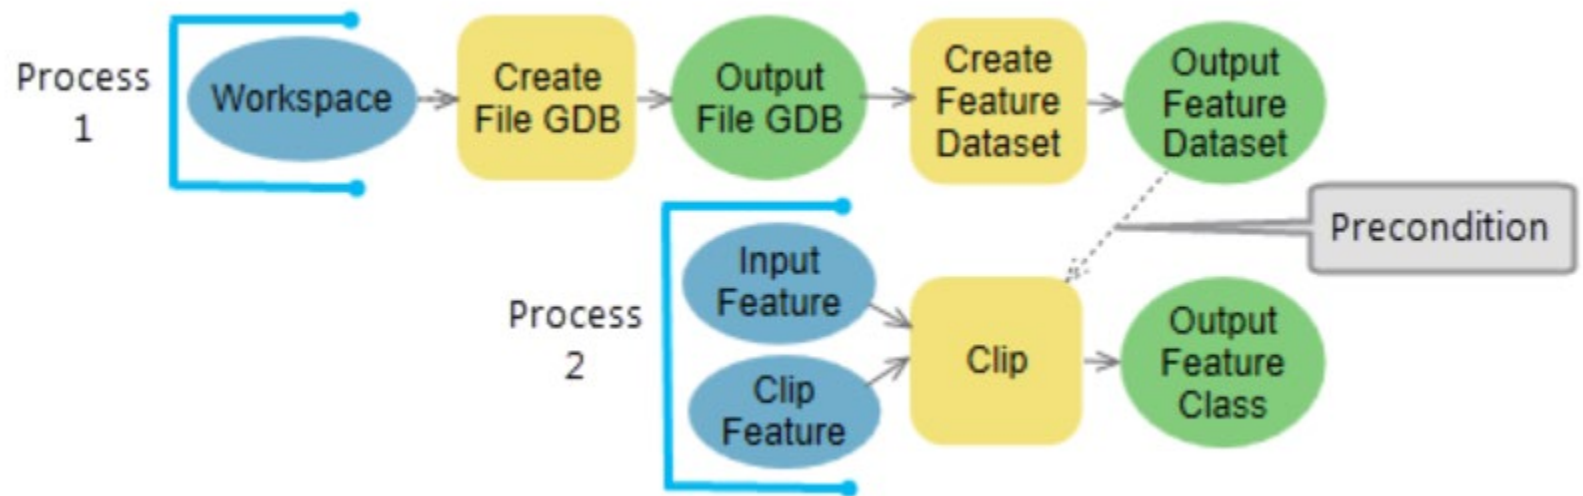 Process
1
Workspace
Create
File GDB
Output
File GDB
Create
Feature
Dataset
Output
Feature
Dataset
Precondition
Process
2
Input
Feature
Clip
Feature
Clip
Output
Feature
Class